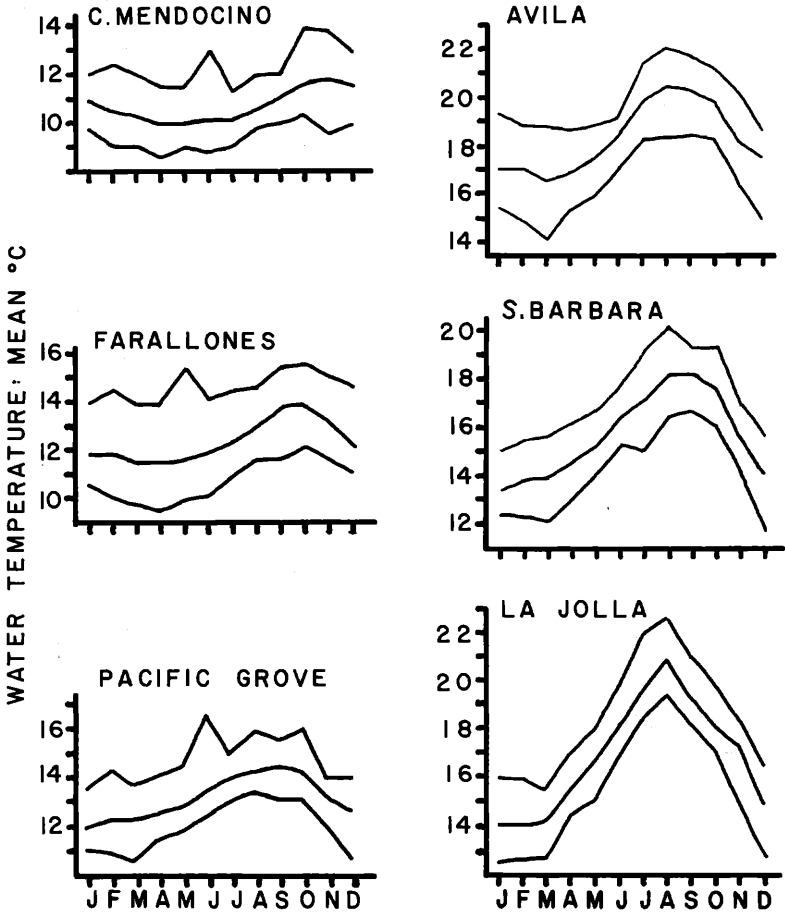 WATER TEMPERATURE: MEAN °C
C. MENDOCINO
14
12
10
FARALLONES
16
14
12
10
PACIFIC GROVE
16
14
12
J F M A M J J A S O N D
AVILA
22
20
18
16
14
S. BARBARA
20
18
16
14
12
LA JOLLA
22
20
18
16
14
J F M A M J J A S O N D